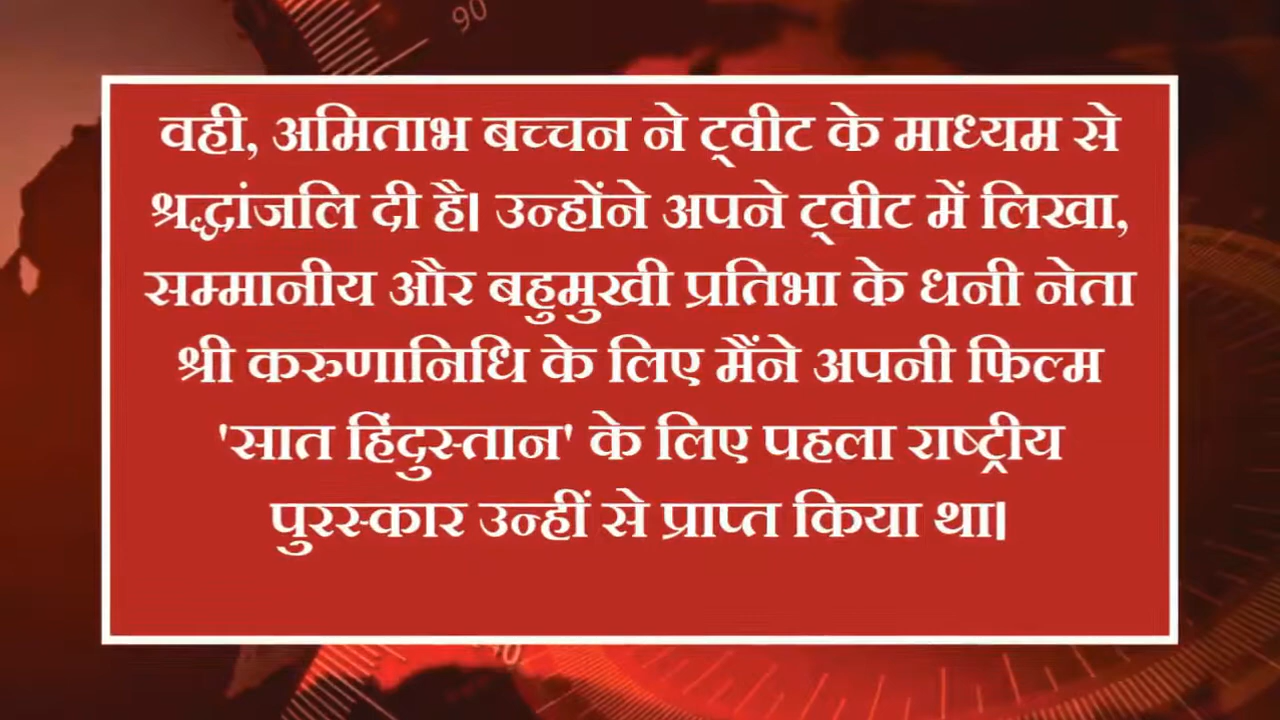 90
वही, अमिताभ बच्चन ने ट्वीट के माध्यम से
श्रद्धांजलि दी है। उन्होंने अपने ट्वीट में लिखा,
सम्मानीय और बहुमुखी प्रतिभा के धनी नेता
श्री करुणानिधि के लिए मैंने अपनी फिल्म
'सात हिंदुस्तान' के लिए पहला राष्ट्रीय
पुरस्कार उन्हीं से प्राप्त किया था।